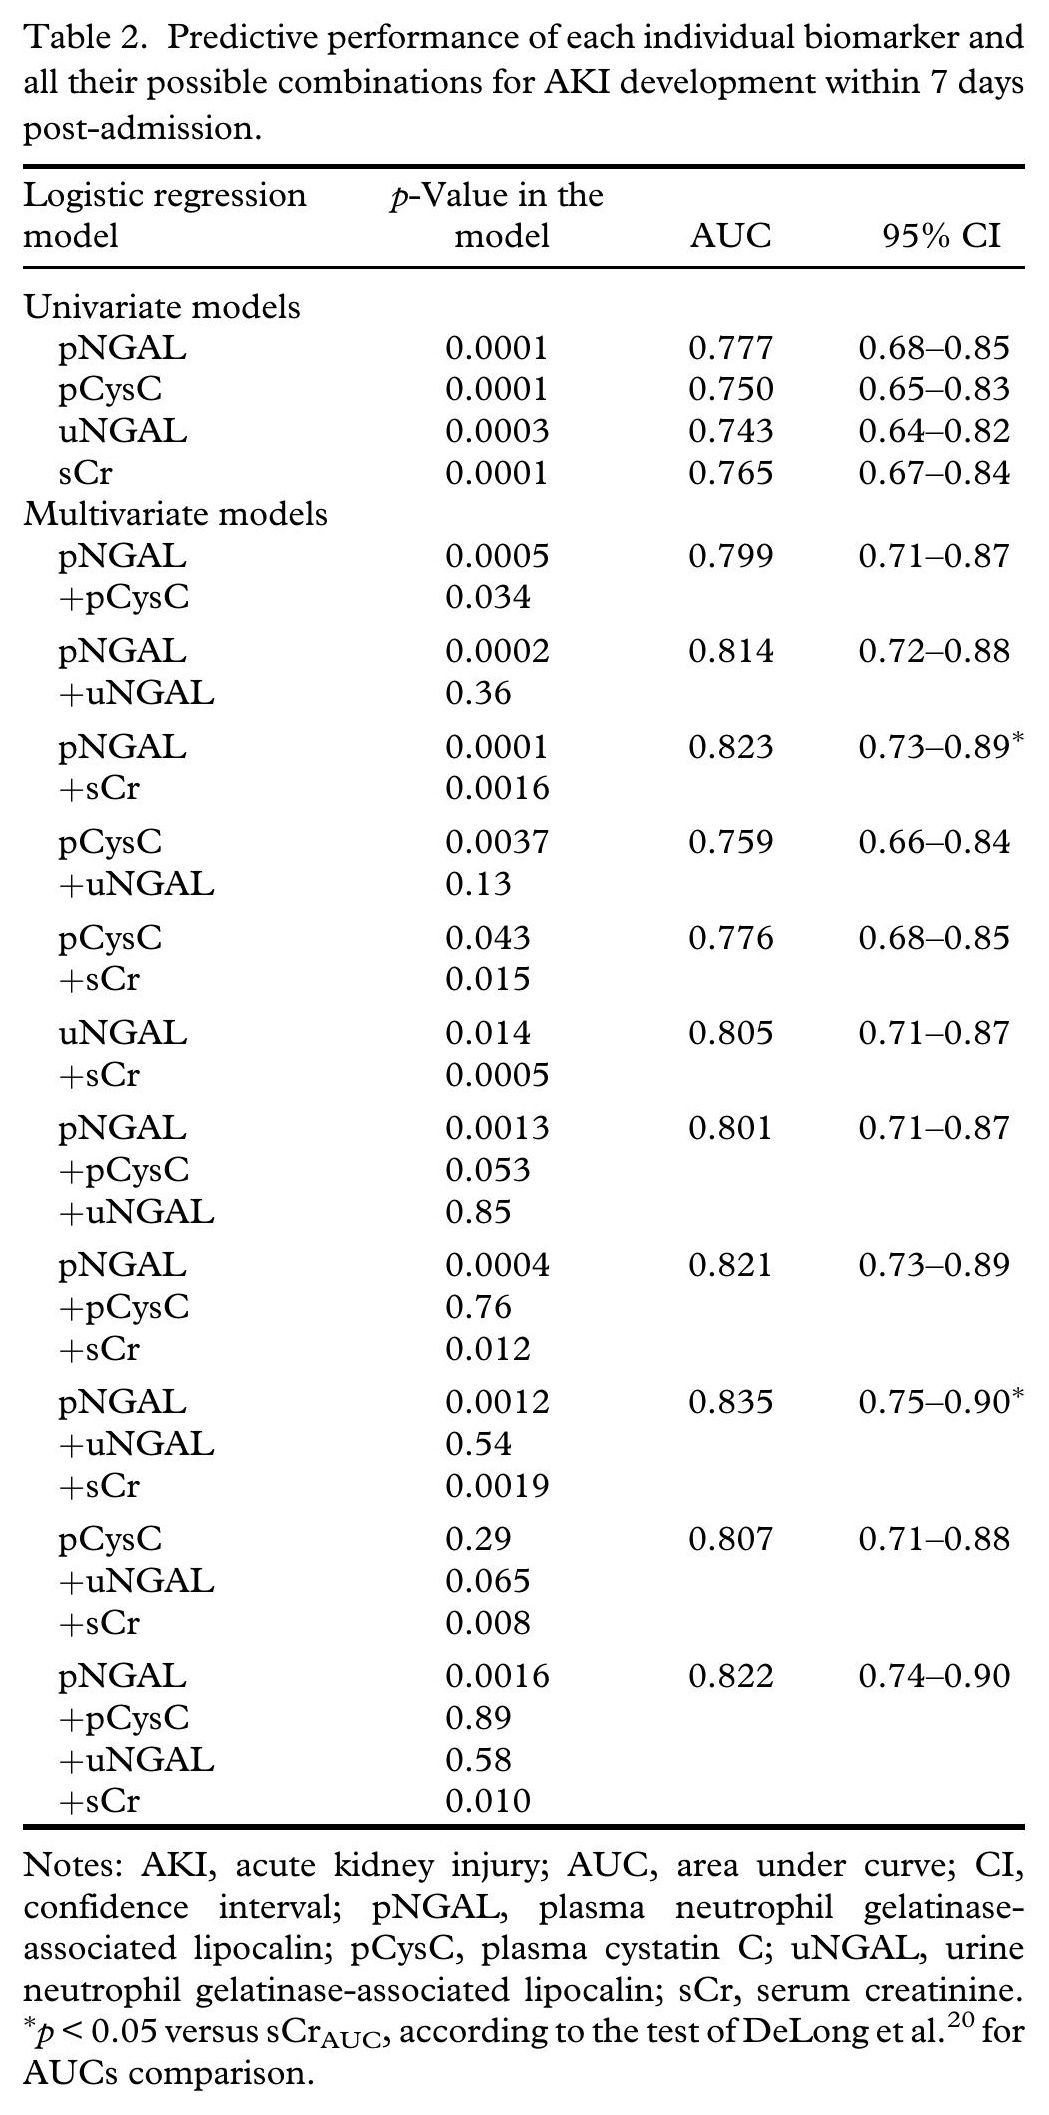 Table 2. Predictive performance of each individual biomarker and
all their possible combinations for AKI development within 7 days
post-admission.
Logistic regression model p-Value in the model AUC 95% CI
Univariate models
pNGAL 0.0001 0.777 0.68–0.85
pCysC 0.0001 0.750 0.65–0.83
uNGAL 0.0003 0.743 0.64–0.82
sCr 0.0001 0.765 0.67–0.84
Multivariate models
pNGAL 0.0005 0.799 0.71–0.87
+pCysC 0.034
pNGAL 0.0002 0.814 0.72–0.88
+uNGAL 0.36
pNGAL 0.0001 0.823 0.73–0.89*
+sCr 0.0016
pCysC 0.0037 0.759 0.66–0.84
+uNGAL 0.13
pCysC 0.043 0.776 0.68–0.85
+sCr 0.015
uNGAL 0.014 0.805 0.71–0.87
+sCr 0.0005
pNGAL 0.0013 0.801 0.71–0.87
+pCysC 0.053
+uNGAL 0.85
pNGAL 0.0004 0.821 0.73–0.89
+pCysC 0.76
+sCr 0.012
pNGAL 0.0012 0.835 0.75–0.90*
+uNGAL 0.54
+sCr 0.0019
pCysC 0.29 0.807 0.71–0.88
+uNGAL 0.065
+sCr 0.008
pNGAL 0.0016 0.822 0.74–0.90
+pCysC 0.89
+uNGAL 0.58
+sCr 0.010
Notes: AKI, acute kidney injury; AUC, area under curve; CI,
confidence interval; pNGAL, plasma neutrophil gelatinase-
associated lipocalin; pCysC, plasma cystatin C; uNGAL, urine
neutrophil gelatinase-associated lipocalin; sCr, serum creatinine.
*p < 0.05 versus sCrAUC, according to the test of DeLong et al.20 for
AUCs comparison.